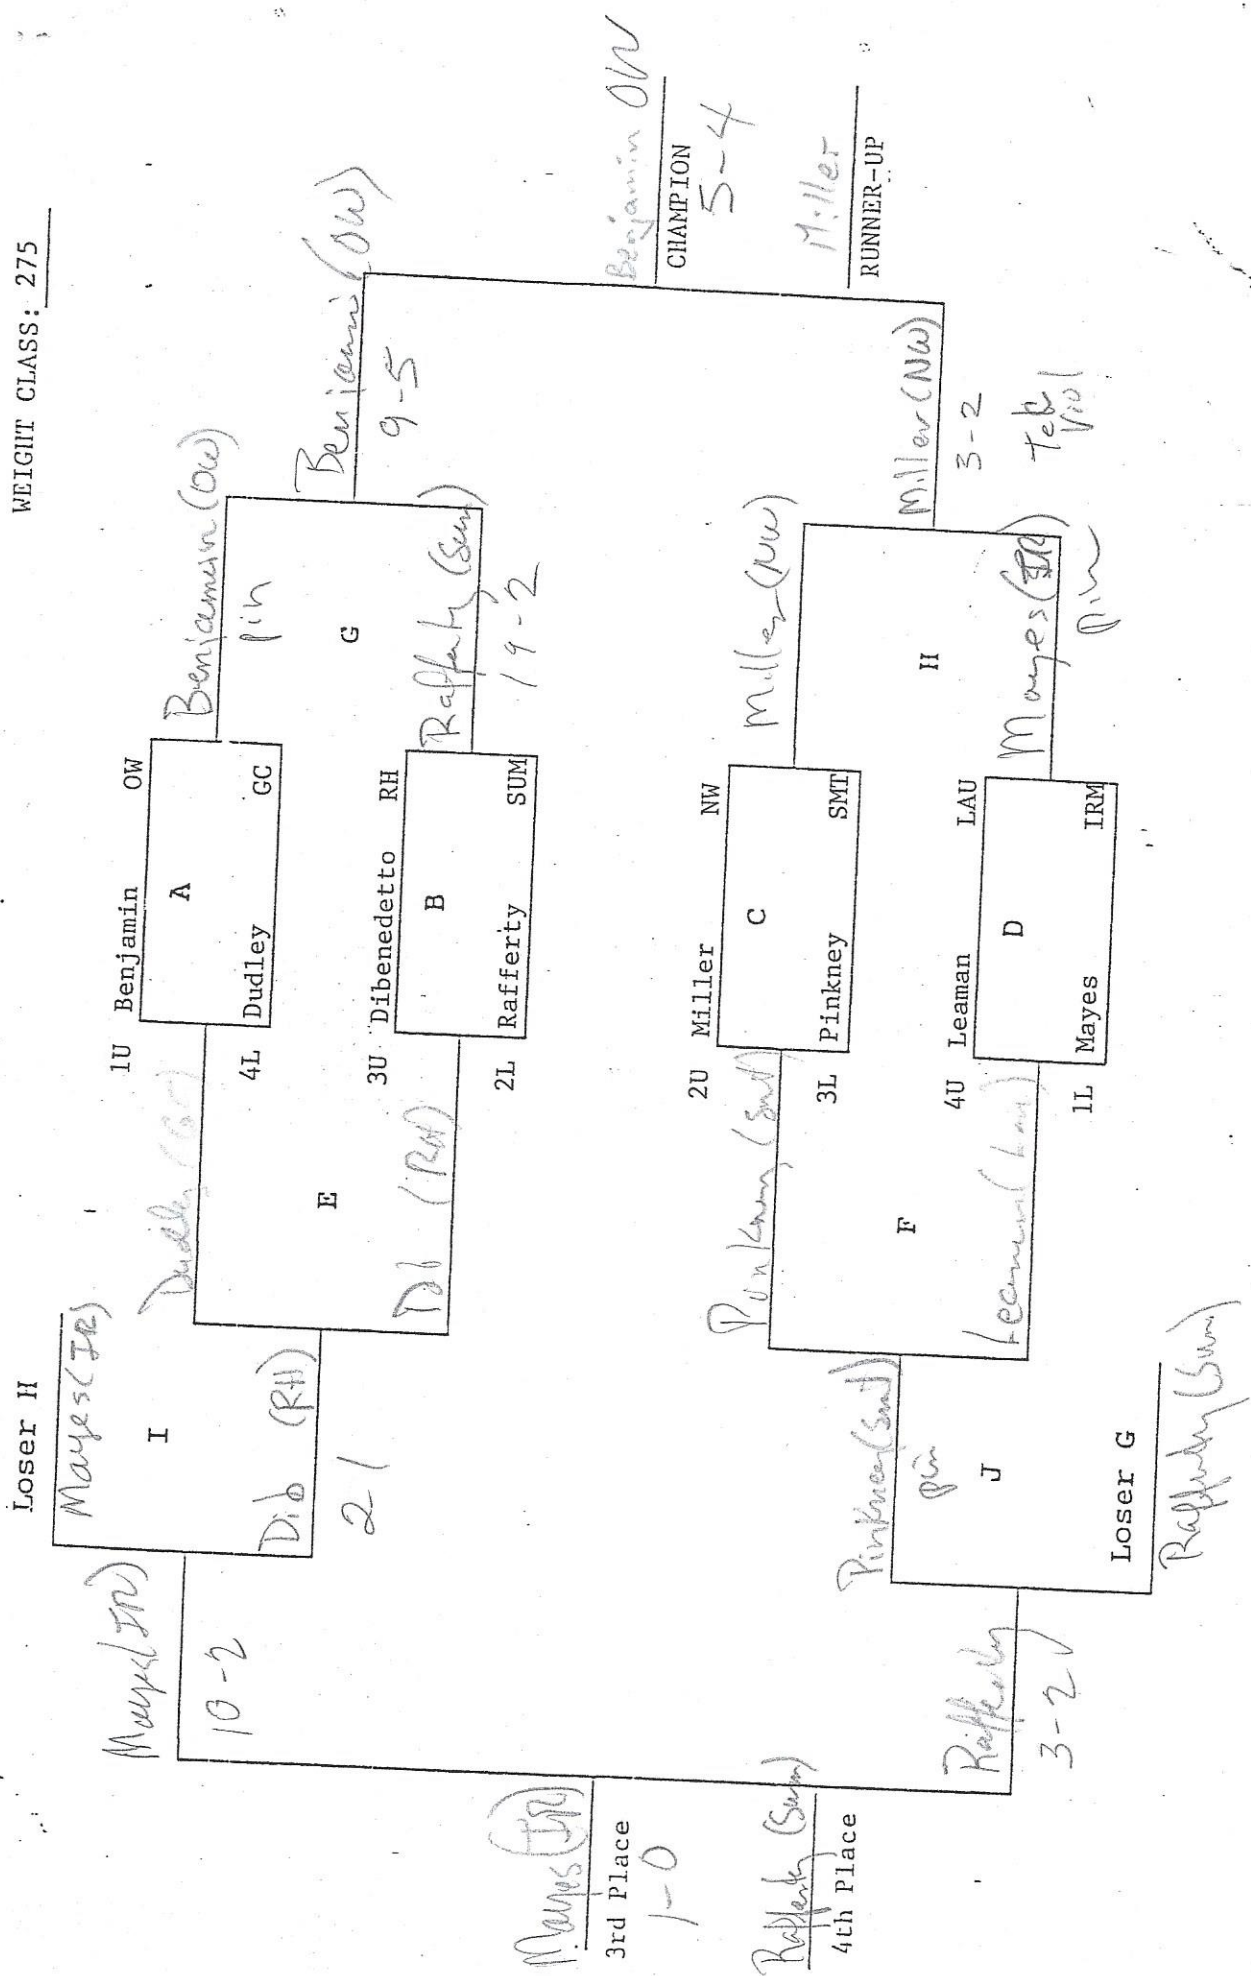 WEIGHT CLASS: 275
Loser H
Mayes (IR)
I
Dib (RH)
2 1
Mayes (IR)
10-2
Mayes (IR)
3rd Place
1-0
Rafferty (Sum)
4th Place
Rafferty
3-2
Pinkney (Smt)
pin
J
Loser G
Rafferty (Sum)
Dudley
E
Dib (RH)
(Smt)
F
Leaman (Lau)
1U Benjamin OW
A
4L Dudley GC
3U Dibenedetto RH
B
2L Rafferty SUM
2U Miller NW
C
3L Pinkney SMT
4U Leaman LAU
D
1L Mayes IRM
Benjamin (OW)
pin
G
Rafferty (Sum)
19-2
Miller (NW)
H
Mayes (IR)
pin
Benjamin (OW)
9-5
Miller (NW)
3-2
Tek
Viol
Benjamin OW
CHAMPION
5-4
Miller
RUNNER-UP